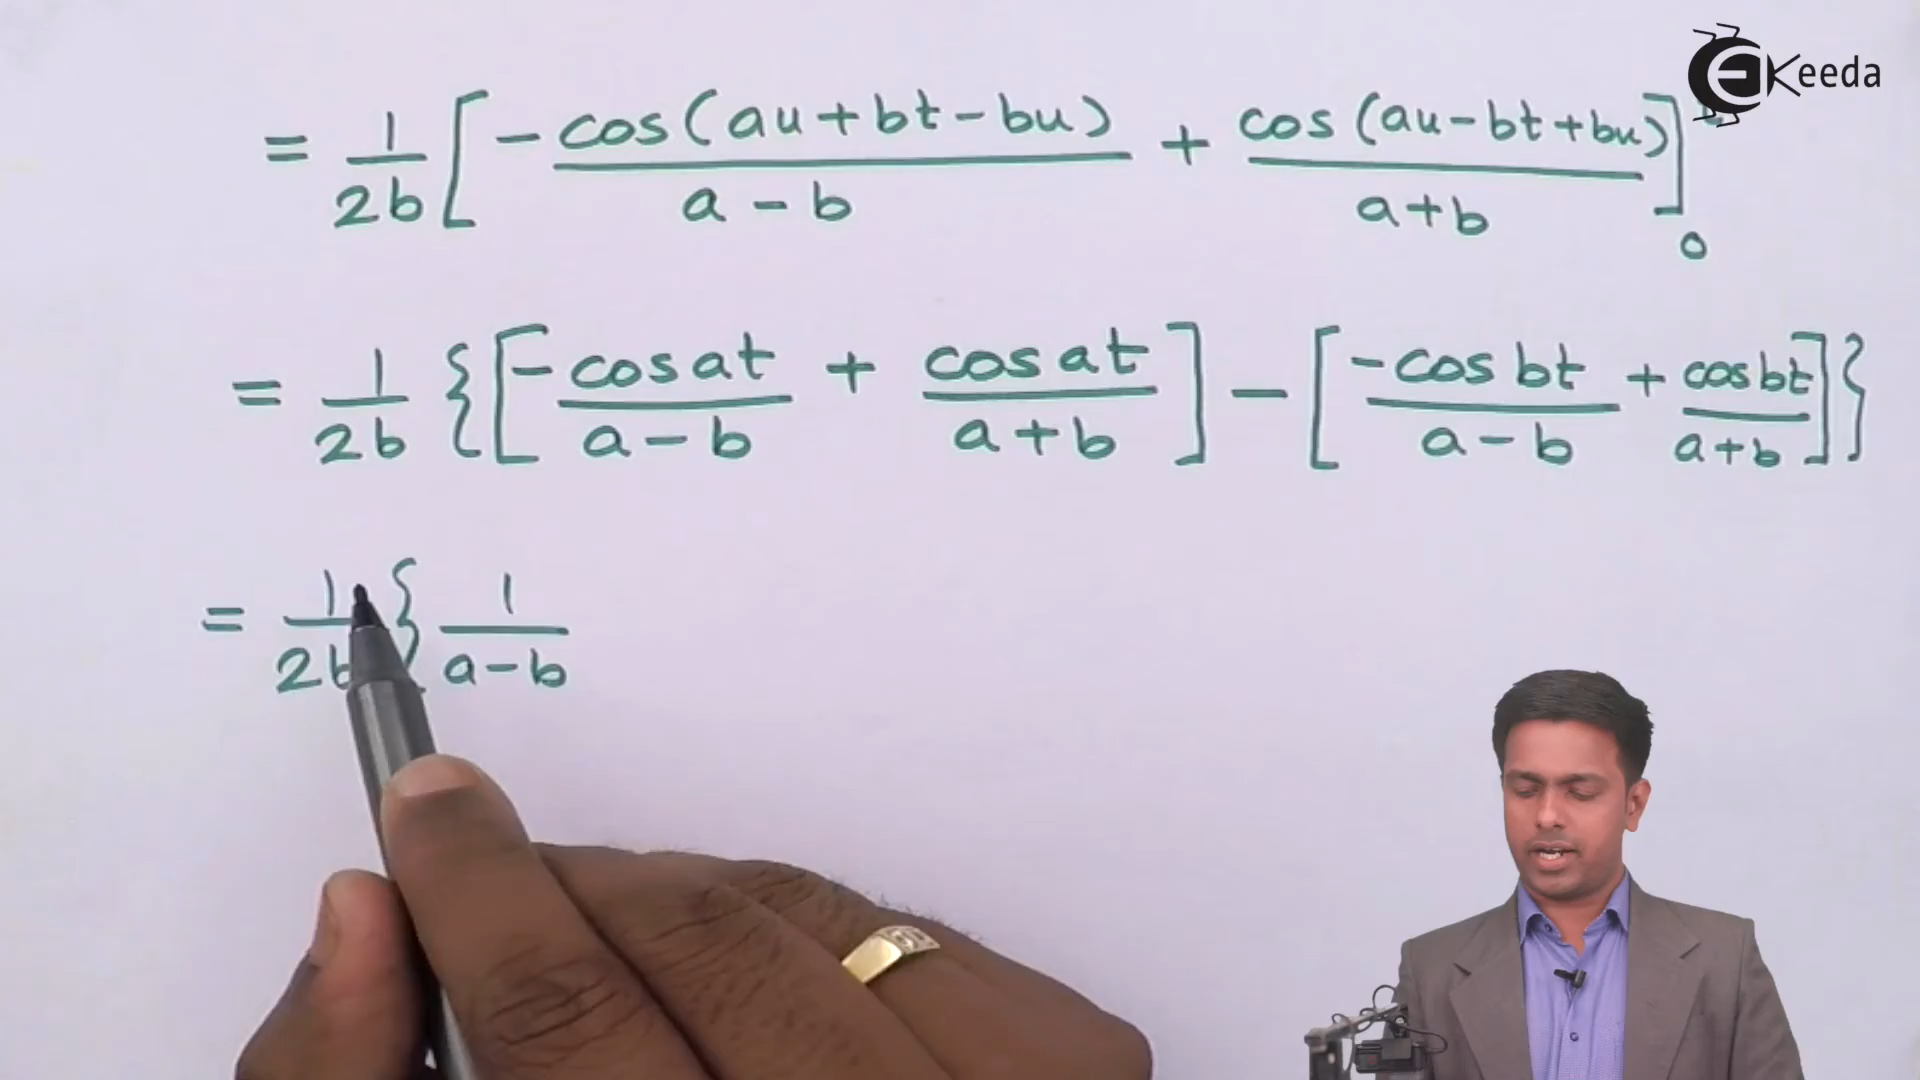 Keeda
= 1/2b [ -cos(au+bt-bu)/a-b + cos(au-bt+bu)/a+b ]0
= 1/2b { [ -cos at/a-b + cos at/a+b ] - [ -cos bt/a-b + cos bt/a+b ] }
= 1/2b { 1/a-b